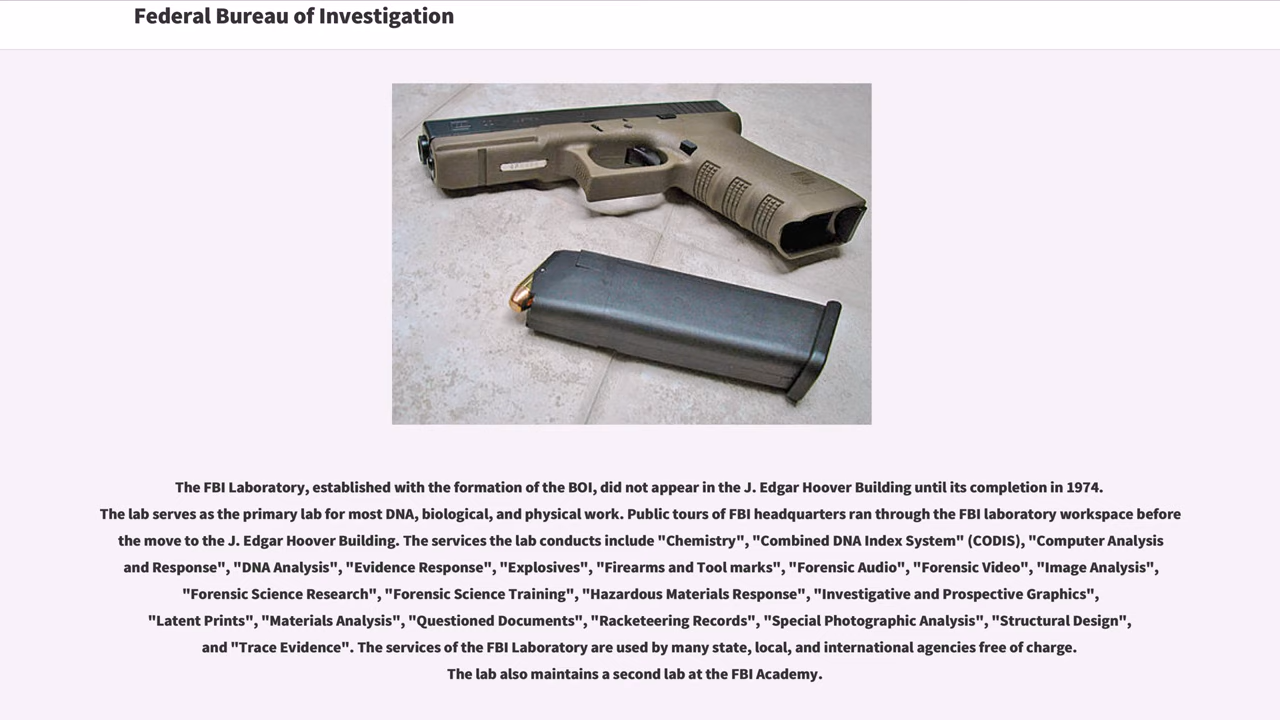 Federal Bureau of Investigation
The FBI Laboratory, established with the formation of the BOI, did not appear in the J. Edgar Hoover Building until its completion in 1974.
The lab serves as the primary lab for most DNA, biological, and physical work. Public tours of FBI headquarters ran through the FBI laboratory workspace before
the move to the J. Edgar Hoover Building. The services the lab conducts include "Chemistry", "Combined DNA Index System" (CODIS), "Computer Analysis
and Response", "DNA Analysis", "Evidence Response", "Explosives", "Firearms and Tool marks", "Forensic Audio", "Forensic Video", "Image Analysis",
"Forensic Science Research", "Forensic Science Training", "Hazardous Materials Response", "Investigative and Prospective Graphics",
"Latent Prints", "Materials Analysis", "Questioned Documents", "Racketeering Records", "Special Photographic Analysis", "Structural Design",
and "Trace Evidence". The services of the FBI Laboratory are used by many state, local, and international agencies free of charge.
The lab also maintains a second lab at the FBI Academy.